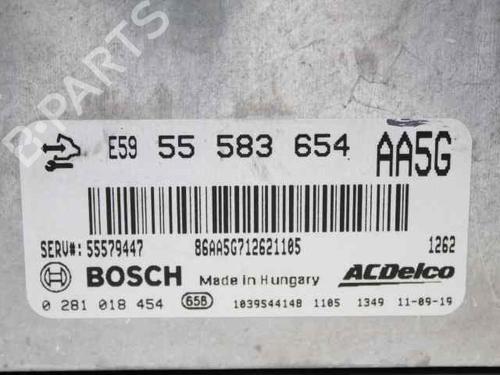 B-PARTS
E59 55 583 654 AA5G
SERV#: 55579447 86AA5G712621105 1262
BOSCH Made in Hungary ACDelco
0 281 018 454 658 1039S44148 1105 1349 11-09-19